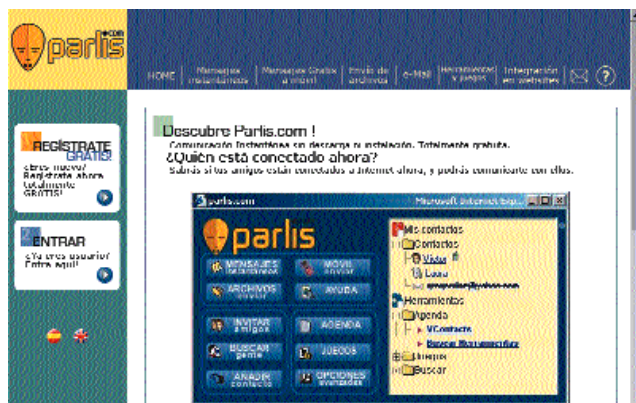 parlis .com
HOME | Mensajes instantáneos | Mensajes Gratis a móvil | Envío de archivos | e-Mail | Herramientas y juegos | Integración en websites | ?
Descubre Parlis.com !
Comunicación Instantánea sin descarga ni instalación. Totalmente gratuita.
¿Quién está conectado ahora?
Sabrás si tus amigos están conectados a Internet ahora, y podrás comunicarte con ellos.
REGÍSTRATE
GRATIS!
¿Eres nuevo?
Regístrate ahora
totalmente
GRATIS!
ENTRAR
¿Ya eres usuario?
Entra aquí!
parlis.com Microsoft Internet Exp...
parlis
MENSAJES instantáneos
MÓVIL enviar
ARCHIVOS enviar
AYUDA
INVITAR amigos
AGENDA
BUSCAR gente
JUEGOS
AÑADIR contacto
OPCIONES avanzadas
Mis contactos
Contactos
Victor
Laura
Herramientas
Agenda
VContacts
Buscar
Juegos
Buscar